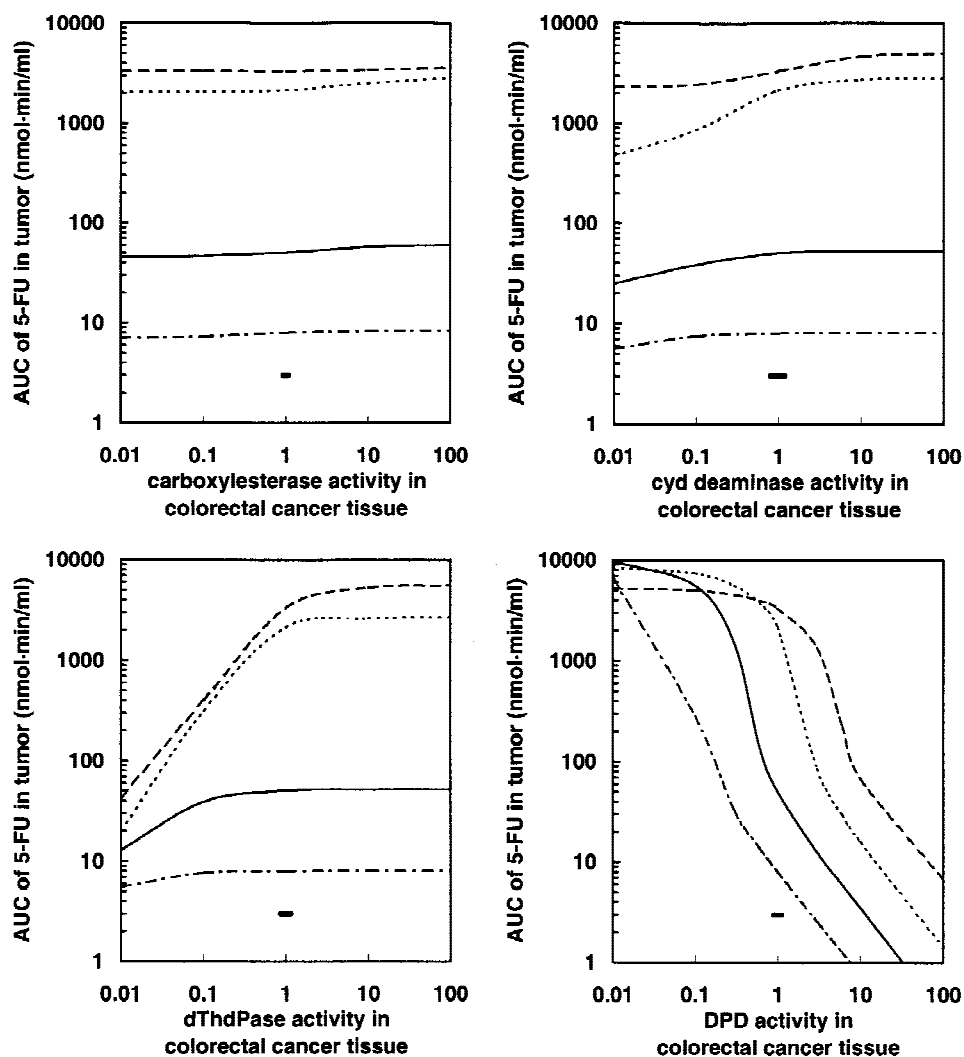 AUC of 5-FU in tumor (nmol·min/ml)
10000
1000
100
10
1
0.01 0.1 1 10 100
carboxylesterase activity in
colorectal cancer tissue
AUC of 5-FU in tumor (nmol·min/ml)
10000
1000
100
10
1
0.01 0.1 1 10 100
cyd deaminase activity in
colorectal cancer tissue
AUC of 5-FU in tumor (nmol·min/ml)
10000
1000
100
10
1
0.01 0.1 1 10 100
dThdPase activity in
colorectal cancer tissue
AUC of 5-FU in tumor (nmol·min/ml)
10000
1000
100
10
1
0.01 0.1 1 10 100
DPD activity in
colorectal cancer tissue